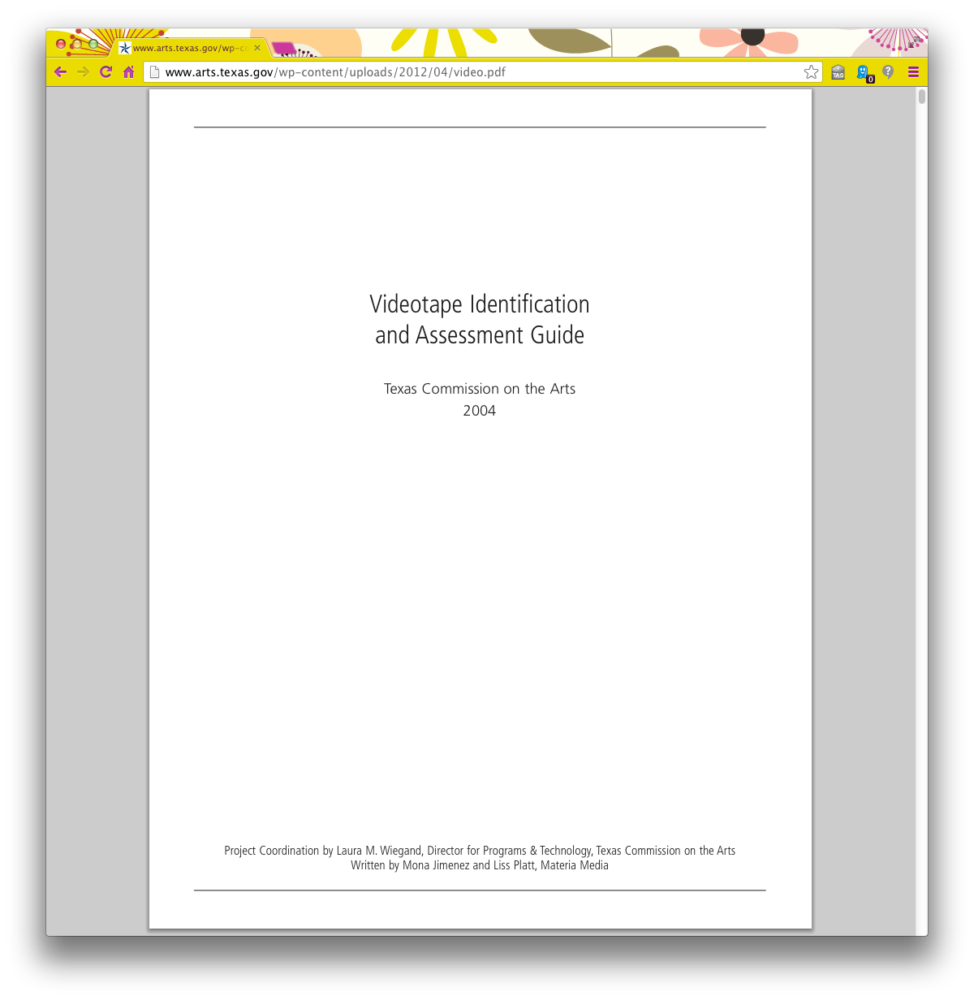 www.arts.texas.gov/wp-c
www.arts.texas.gov/wp-content/uploads/2012/04/video.pdf
TAG
0
?
Videotape Identification
and Assessment Guide
Texas Commission on the Arts
2004
Project Coordination by Laura M. Wiegand, Director for Programs & Technology, Texas Commission on the Arts
Written by Mona Jimenez and Liss Platt, Materia Media